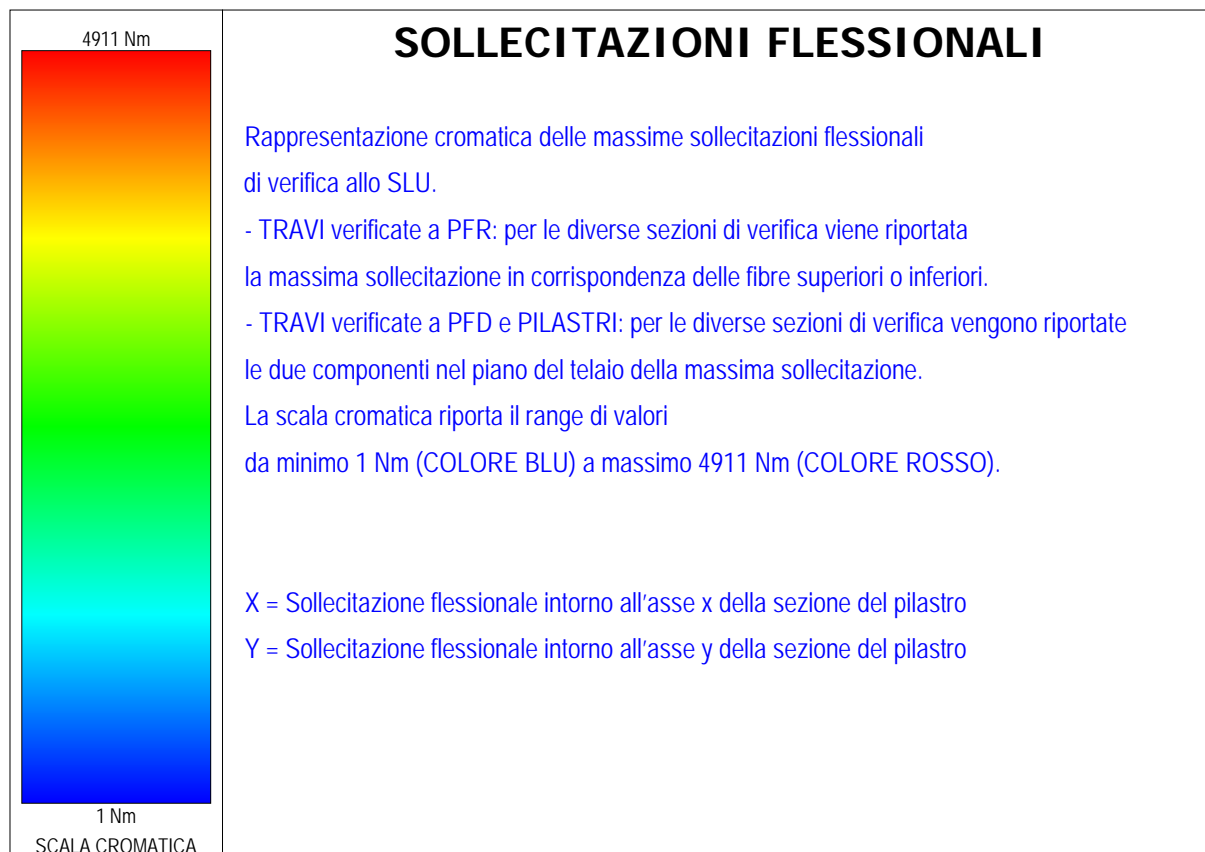 4911 Nm
SOLLECITAZIONI FLESSIONALI
Rappresentazione cromatica delle massime sollecitazioni flessionali
di verifica allo SLU.
- TRAVI verificate a PFR: per le diverse sezioni di verifica viene riportata
la massima sollecitazione in corrispondenza delle fibre superiori o inferiori.
- TRAVI verificate a PFD e PILASTRI: per le diverse sezioni di verifica vengono riportate
le due componenti nel piano del telaio della massima sollecitazione.
La scala cromatica riporta il range di valori
da minimo 1 Nm (COLORE BLU) a massimo 4911 Nm (COLORE ROSSO).
X = Sollecitazione flessionale intorno all'asse x della sezione del pilastro
Y = Sollecitazione flessionale intorno all'asse y della sezione del pilastro
1 Nm
SCALA CROMATICA